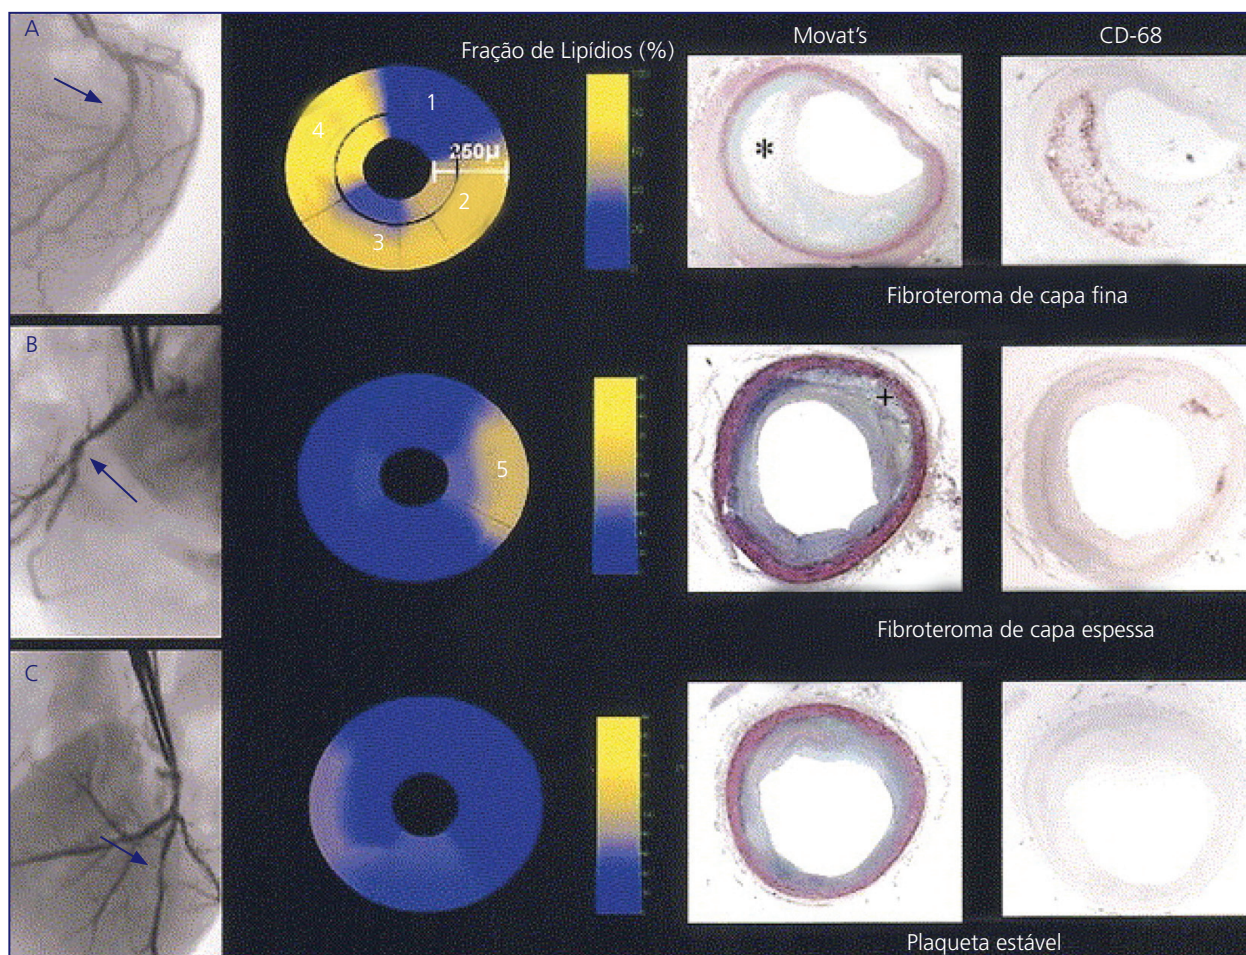 A
Fração de Lipídios (%)
Movat's
CD-68
1
4
250µ
2
3
*
Fibroteroma de capa fina
B
5
+
Fibroteroma de capa espessa
C
Plaqueta estável